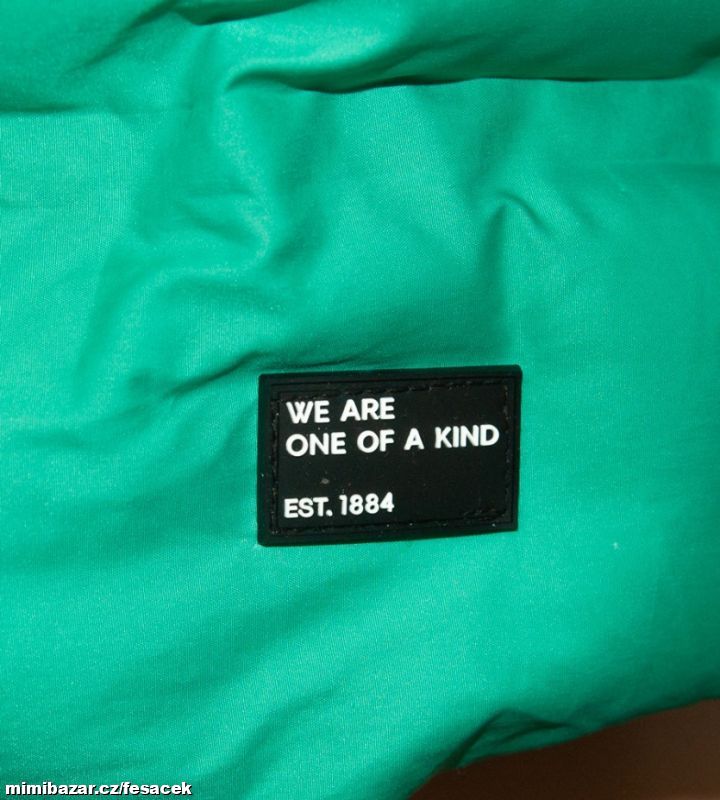 WE ARE
ONE OF A KIND
EST. 1884
mimibazar.cz/fesacek